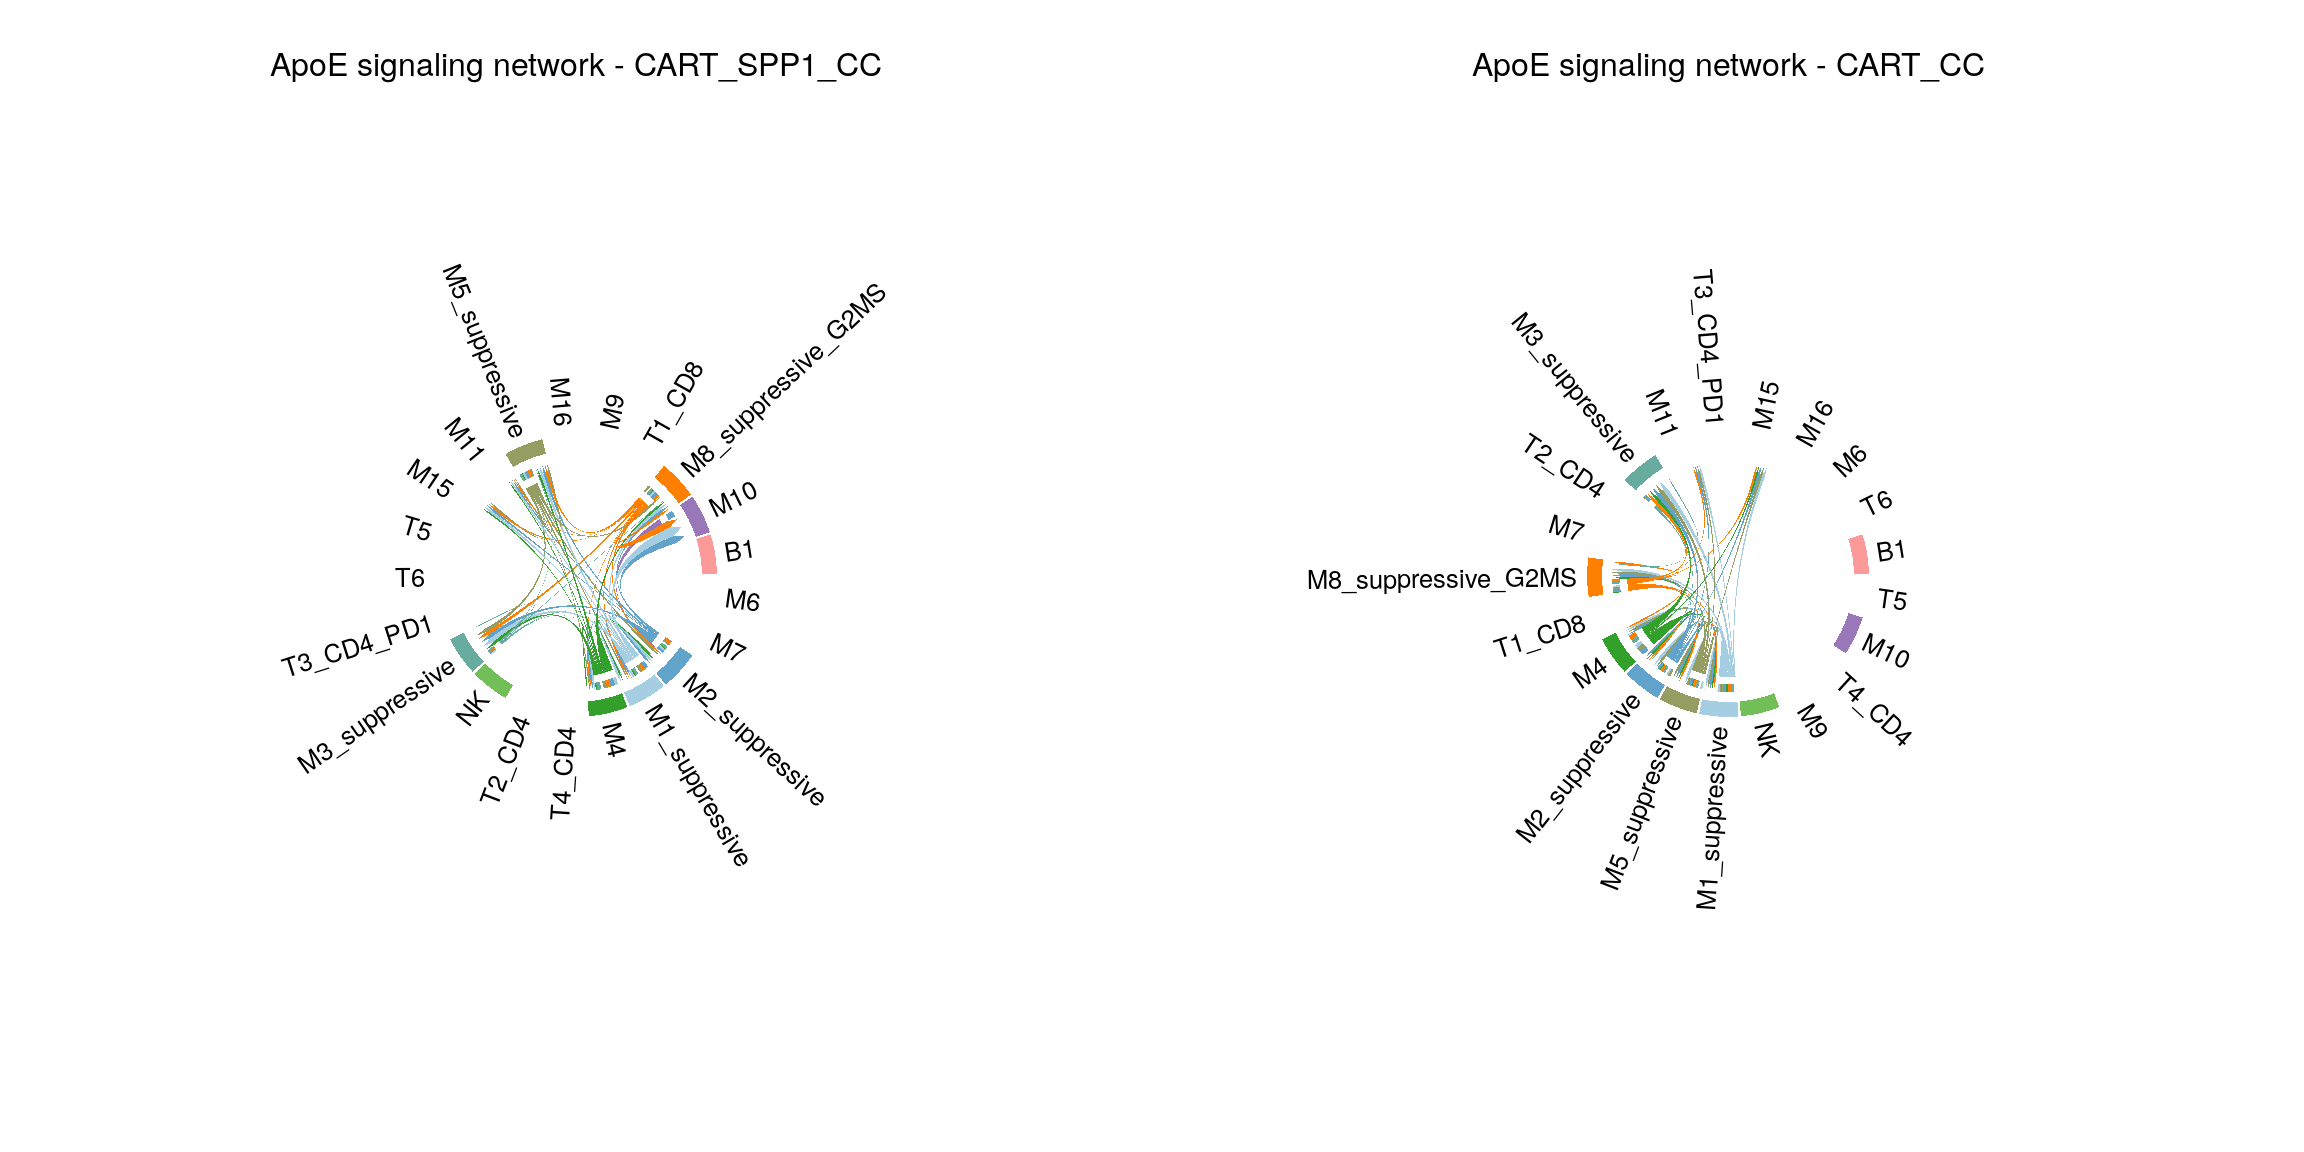 ApoE signaling network - CART_SPP1_CC
M5_suppressive
M16
M9
T1_CD8
M8_suppressive_G2MS
M10
B1
M6
M7
M2_suppressive
M1_suppressive
M4
T4_CD4
T2_CD4
NK
M3_suppressive
T3_CD4_PD1
T6
T5
M15
M11
ApoE signaling network - CART_CC
T3_CD4_PD1
M15
M16
M6
T6
B1
T5
M10
T4_CD4
M9
NK
M1_suppressive
M5_suppressive
M2_suppressive
M4
T1_CD8
M8_suppressive_G2MS
M7
T2_CD4
M3_suppressive
M11